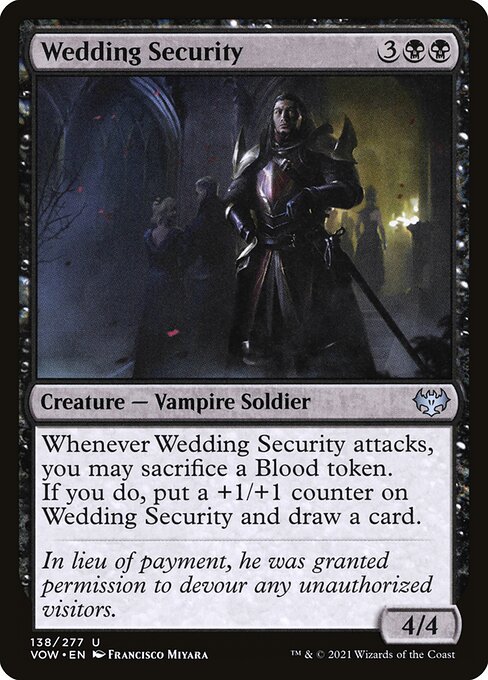 Wedding Security 3
Creature — Vampire Soldier
Whenever Wedding Security attacks,
you may sacrifice a Blood token.
If you do, put a +1/+1 counter on
Wedding Security and draw a card.
In lieu of payment, he was granted
permission to devour any unauthorized
visitors.
4/4
138/277 U
VOW • EN Francisco Miyara
™ & © 2021 Wizards of the Coast